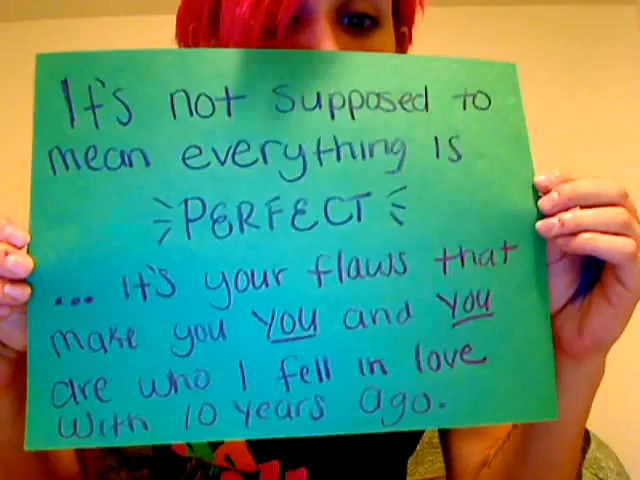 It's not supposed to
mean everything is
PERFECT
... it's your flaws that
make you YOU and YOU
are who I fell in love
with 10 years ago.